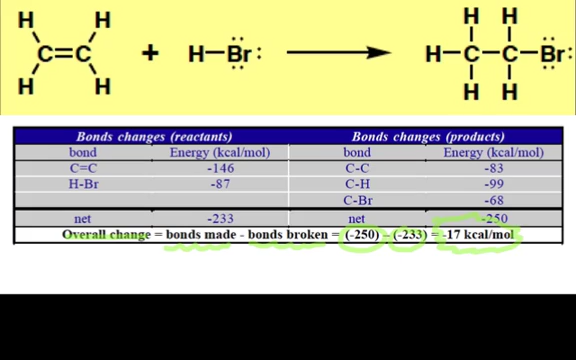 H H H H
C=C + H-Br: H-C-C-Br:
H H H H
Bonds changes (reactants) Bonds changes (products)
bond Energy (kcal/mol) bond Energy (kcal/mol)
C=C -146 C-C -83
H-Br -87 C-H -99
C-Br -68
net -233 net -250
Overall change = bonds made - bonds broken = (-250) - (-233) = -17 kcal/mol